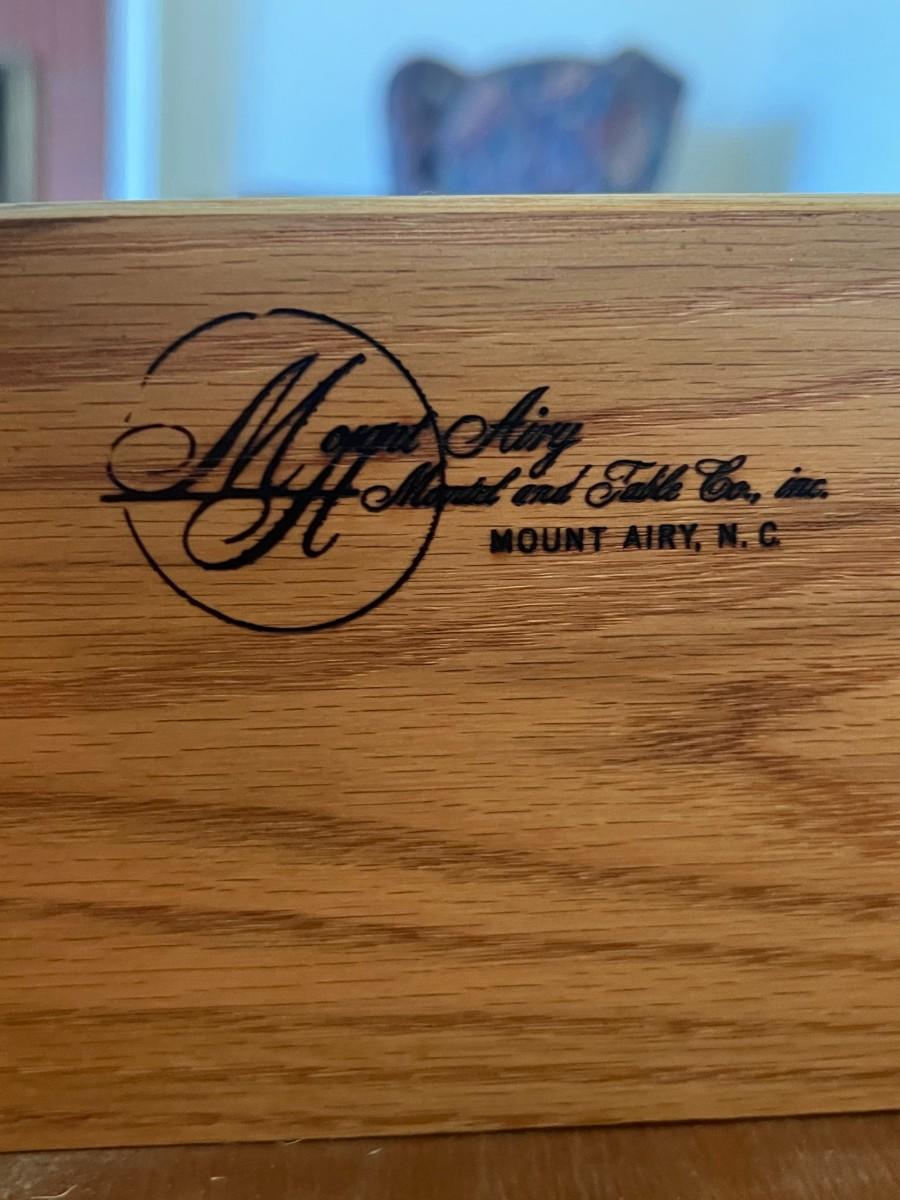 Mount Airy
Mantel and Table Co., inc.
MOUNT AIRY, N. C.